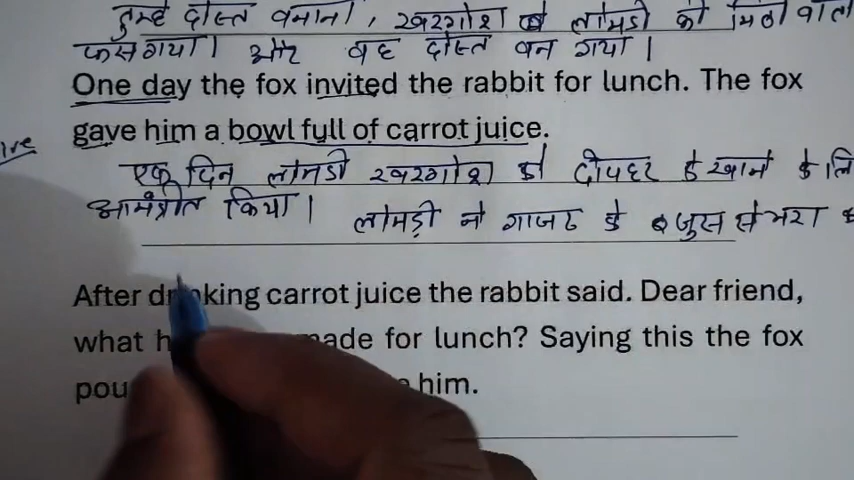 तुम्हे दोस्त बनाना, खरगोश लोमडी की
फस गया। और वह दोस्त बन गया।
One day the fox invited the rabbit for lunch. The fox
gave him a bowl full of carrot juice.
एक दिन लोमडी खरगोश को दोपहर के खाने के लि
आमंत्रीत किया। लोमड़ी ने गाजर के जुस से भरा
After drinking carrot juice the rabbit said. Dear friend,
what made for lunch? Saying this the fox
him.